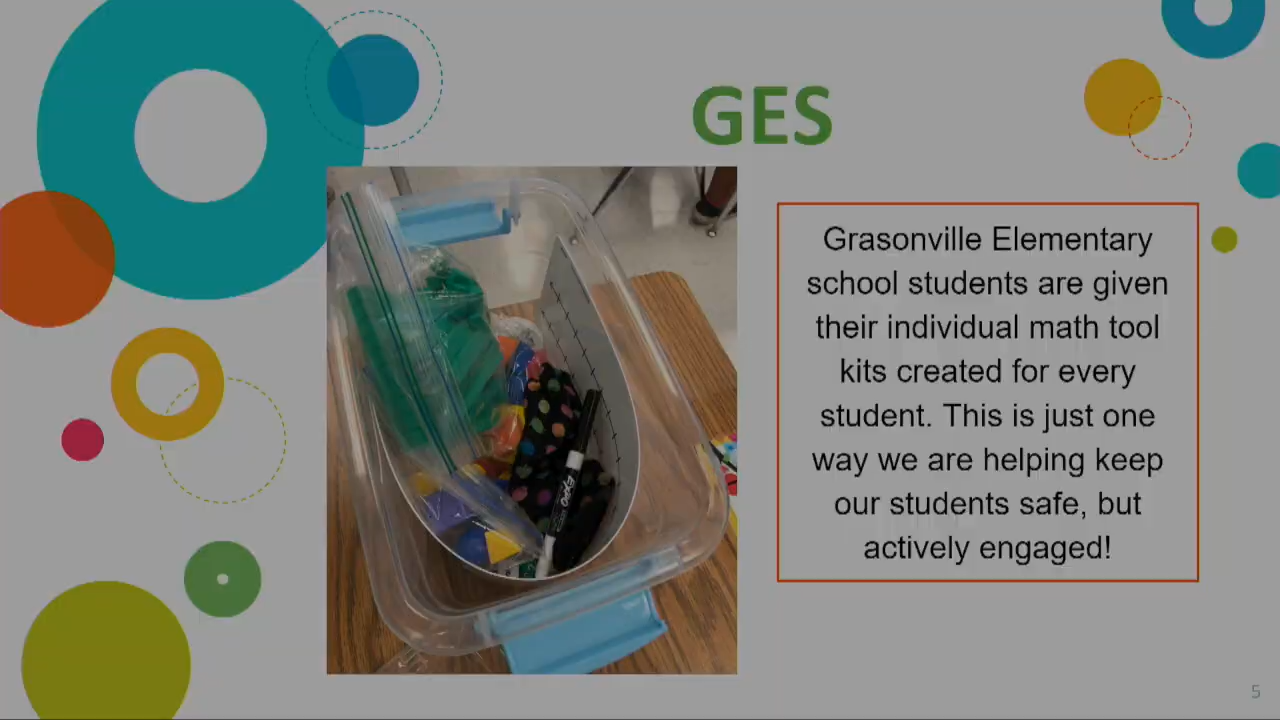 GES
Grasonville Elementary
school students are given
their individual math tool
kits created for every
student. This is just one
way we are helping keep
our students safe, but
actively engaged!
EXPO
5